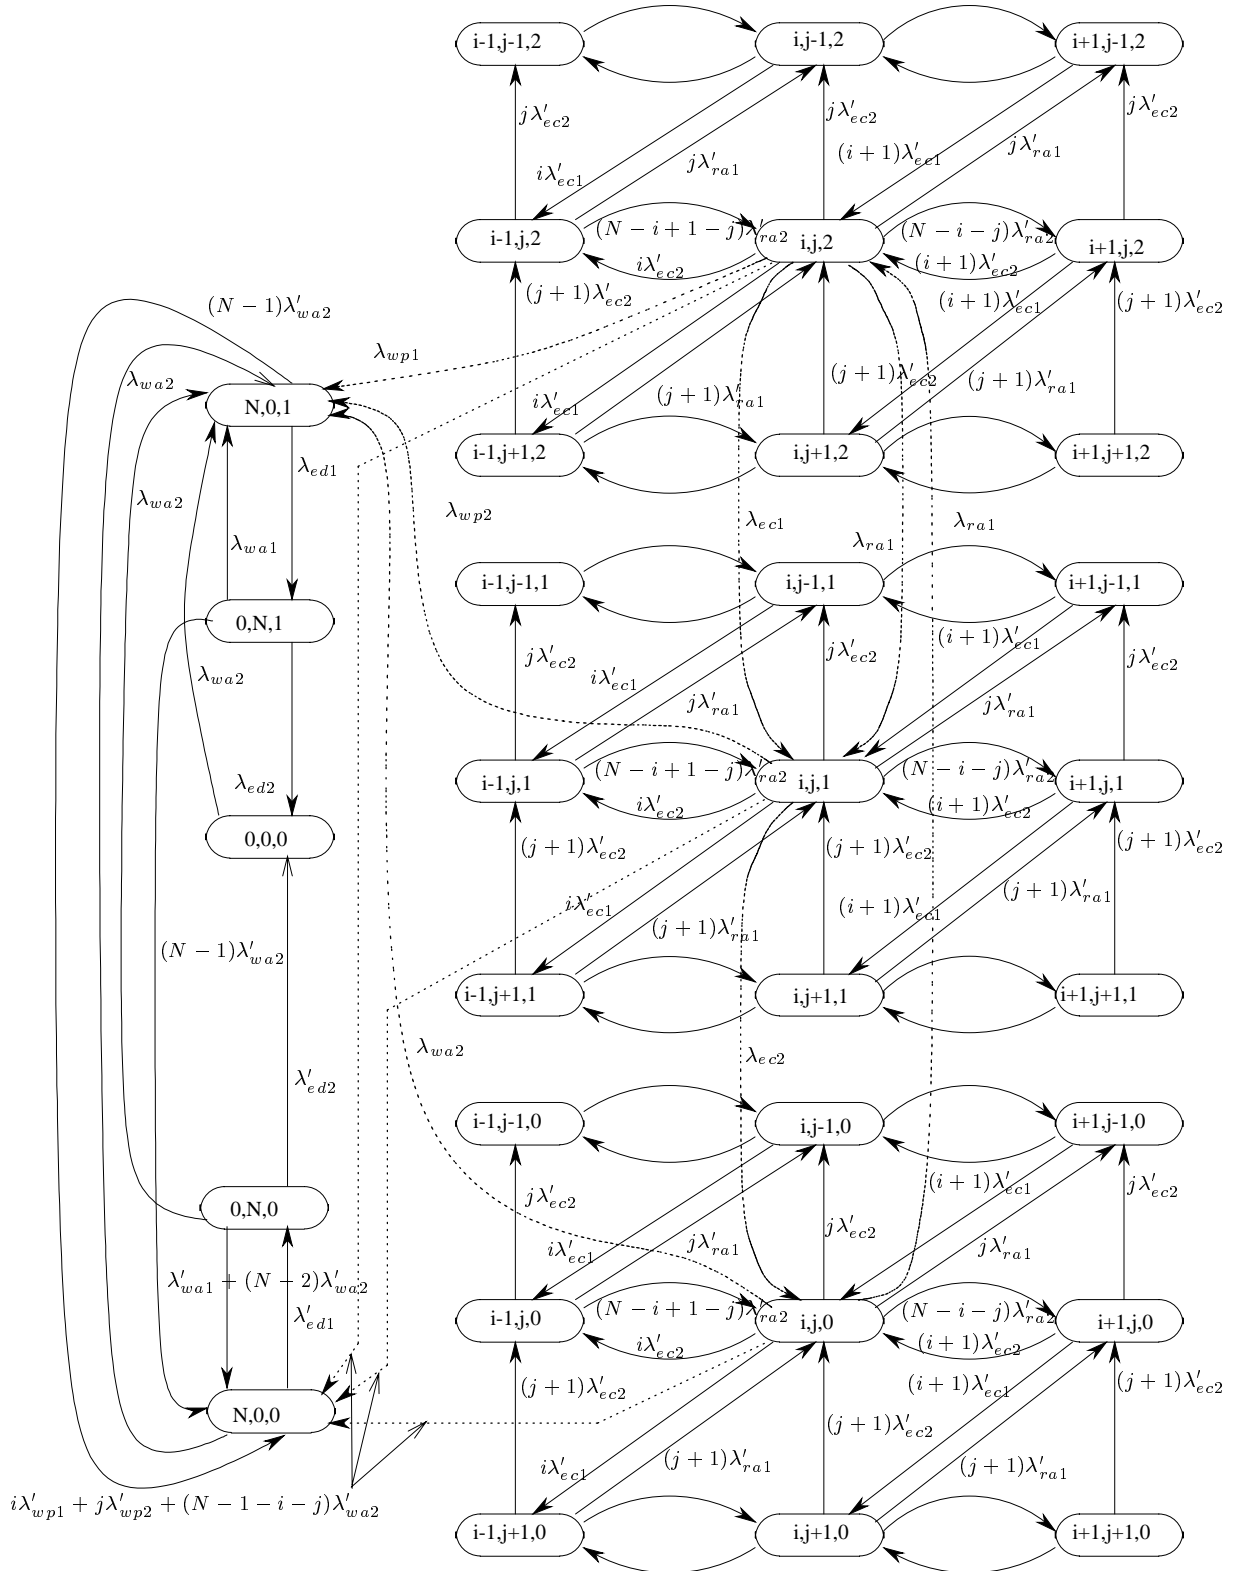 i-1,j-1,2
i,j-1,2
i+1,j-1,2
jλ′ec2
jλ′ec2
jλ′ec2
iλ′ec1
jλ′ra1
(i + 1)λ′ec1
jλ′ra1
i-1,j,2
(N − i + 1 − j)λ′ra2
i,j,2
(N − i − j)λ′ra2
i+1,j,2
iλ′ec2
(i + 1)λ′ec2
(j + 1)λ′ec2
(i + 1)λ′ec1
(j + 1)λ′ec2
(N − 1)λ′wa2
λwp1
λwa2
N,0,1
iλ′ec1
(j + 1)λ′ra1
(j + 1)λ′ec2
(j + 1)λ′ra1
i-1,j+1,2
i,j+1,2
i+1,j+1,2
λed1
λwa2
λwp2
λec1
λra1
λra1
λwa1
i-1,j-1,1
i,j-1,1
i+1,j-1,1
0,N,1
jλ′ec2
iλ′ec1
jλ′ec2
(i + 1)λ′ec1
jλ′ec2
λwa2
jλ′ra1
jλ′ra1
λed2
i-1,j,1
(N − i + 1 − j)λ′ra2
i,j,1
(N − i − j)λ′ra2
i+1,j,1
iλ′ec2
(i + 1)λ′ec2
0,0,0
(j + 1)λ′ec2
(j + 1)λ′ec2
(j + 1)λ′ec2
iλ′ec1
(j + 1)λ′ra1
(i + 1)λ′ec1
(j + 1)λ′ra1
(N − 1)λ′wa2
i-1,j+1,1
i,j+1,1
i+1,j+1,1
λwa2
λec2
λ′ed2
i-1,j-1,0
i,j-1,0
i+1,j-1,0
0,N,0
jλ′ec2
iλ′ec1
jλ′ra1
jλ′ec2
(i + 1)λ′ec1
jλ′ra1
jλ′ec2
λ′wa1 + (N − 2)λ′wa2
λ′ed1
i-1,j,0
(N − i + 1 − j)λ′ra2
i,j,0
(N − i − j)λ′ra2
i+1,j,0
iλ′ec2
(i + 1)λ′ec2
(j + 1)λ′ec2
(i + 1)λ′ec1
(j + 1)λ′ec2
N,0,0
(j + 1)λ′ec2
iλ′ec1
(j + 1)λ′ra1
(j + 1)λ′ra1
iλ′wp1 + jλ′wp2 + (N − 1 − i − j)λ′wa2
i-1,j+1,0
i,j+1,0
i+1,j+1,0